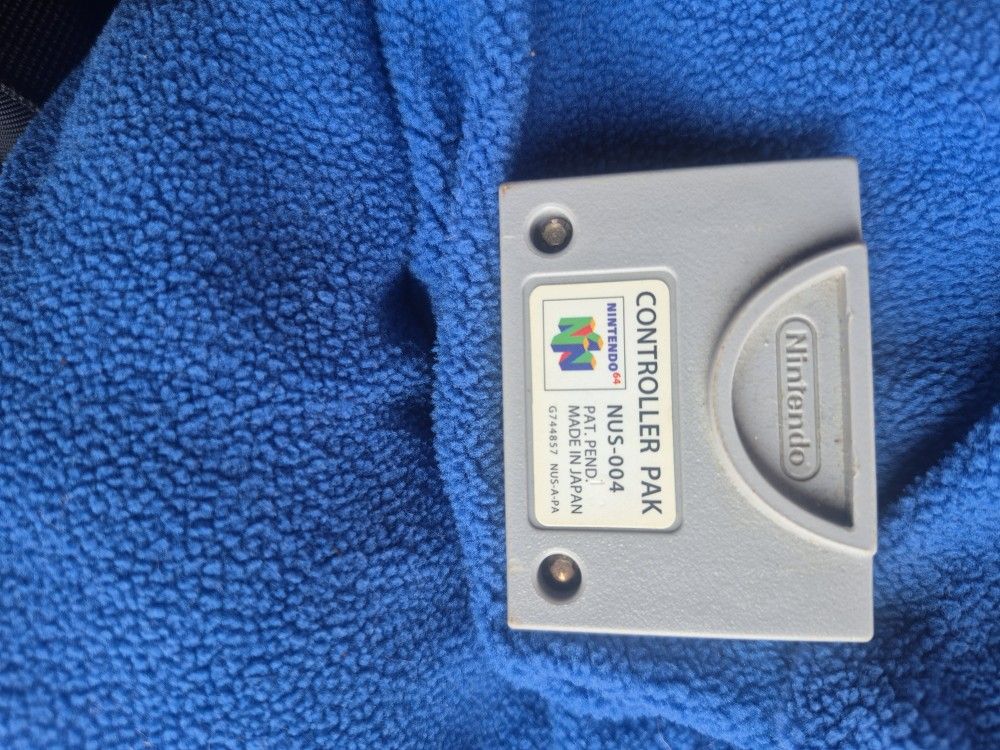 CONTROLLER PAK
NINTENDO64
NUS-004
PAT. PEND.
MADE IN JAPAN
G744857 NUS-A-PA
Nintendo